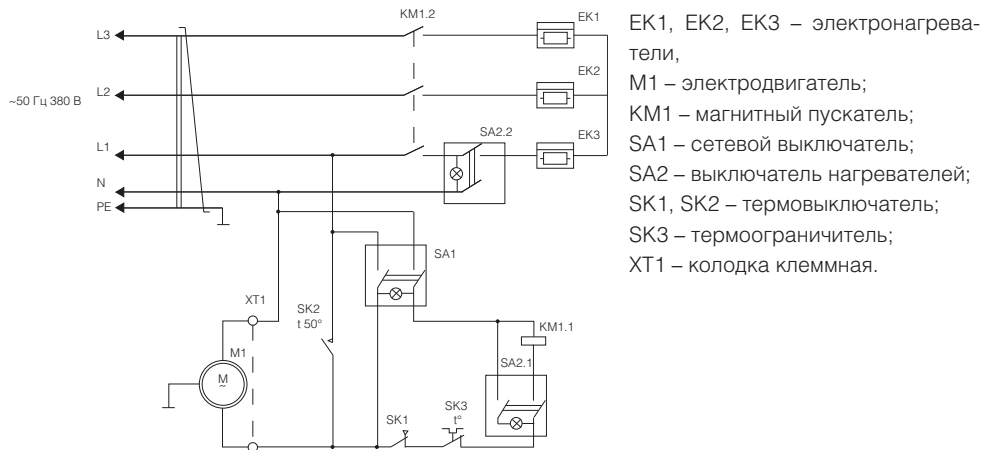 KM1.2
EK1
L3
EK2
~50 Гц 380 В
L2
SA2.2
EK3
L1
N
PE
SA1
XT1
SK2
t 50°
KM1.1
M1
SA2.1
M
~
SK1
SK3
t°
EK1, EK2, EK3 – электронагрева-
тели,
M1 – электродвигатель;
KM1 – магнитный пускатель;
SA1 – сетевой выключатель;
SA2 – выключатель нагревателей;
SK1, SK2 – термовыключатель;
SK3 – термоограничитель;
XT1 – колодка клеммная.